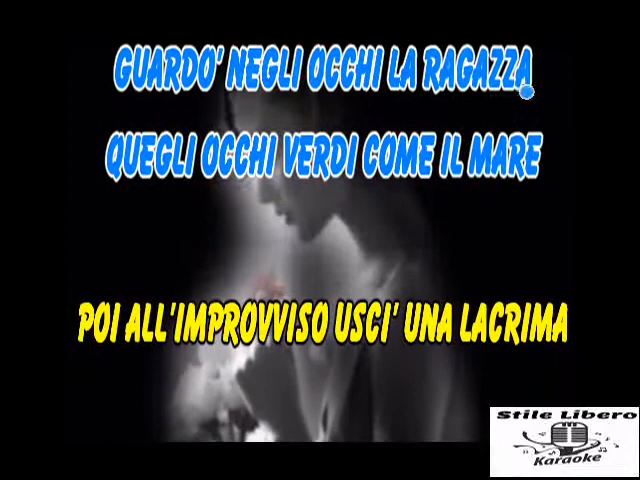 GUARDO' NEGLI OCCHI LA RAGAZZA
QUEGLI OCCHI VERDI COME IL MARE
POI ALL'IMPROVVISO USCI' UNA LACRIMA
Stile Libero
Karaoke